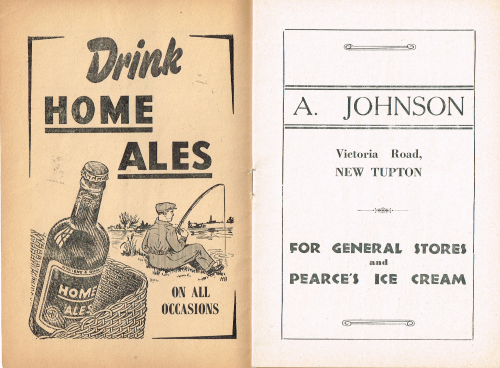 Drink
HOME
ALES
HOME
ALES
ON ALL
OCCASIONS
A. JOHNSON
Victoria Road,
NEW TUPTON
FOR GENERAL STORES
and
PEARCE'S ICE CREAM